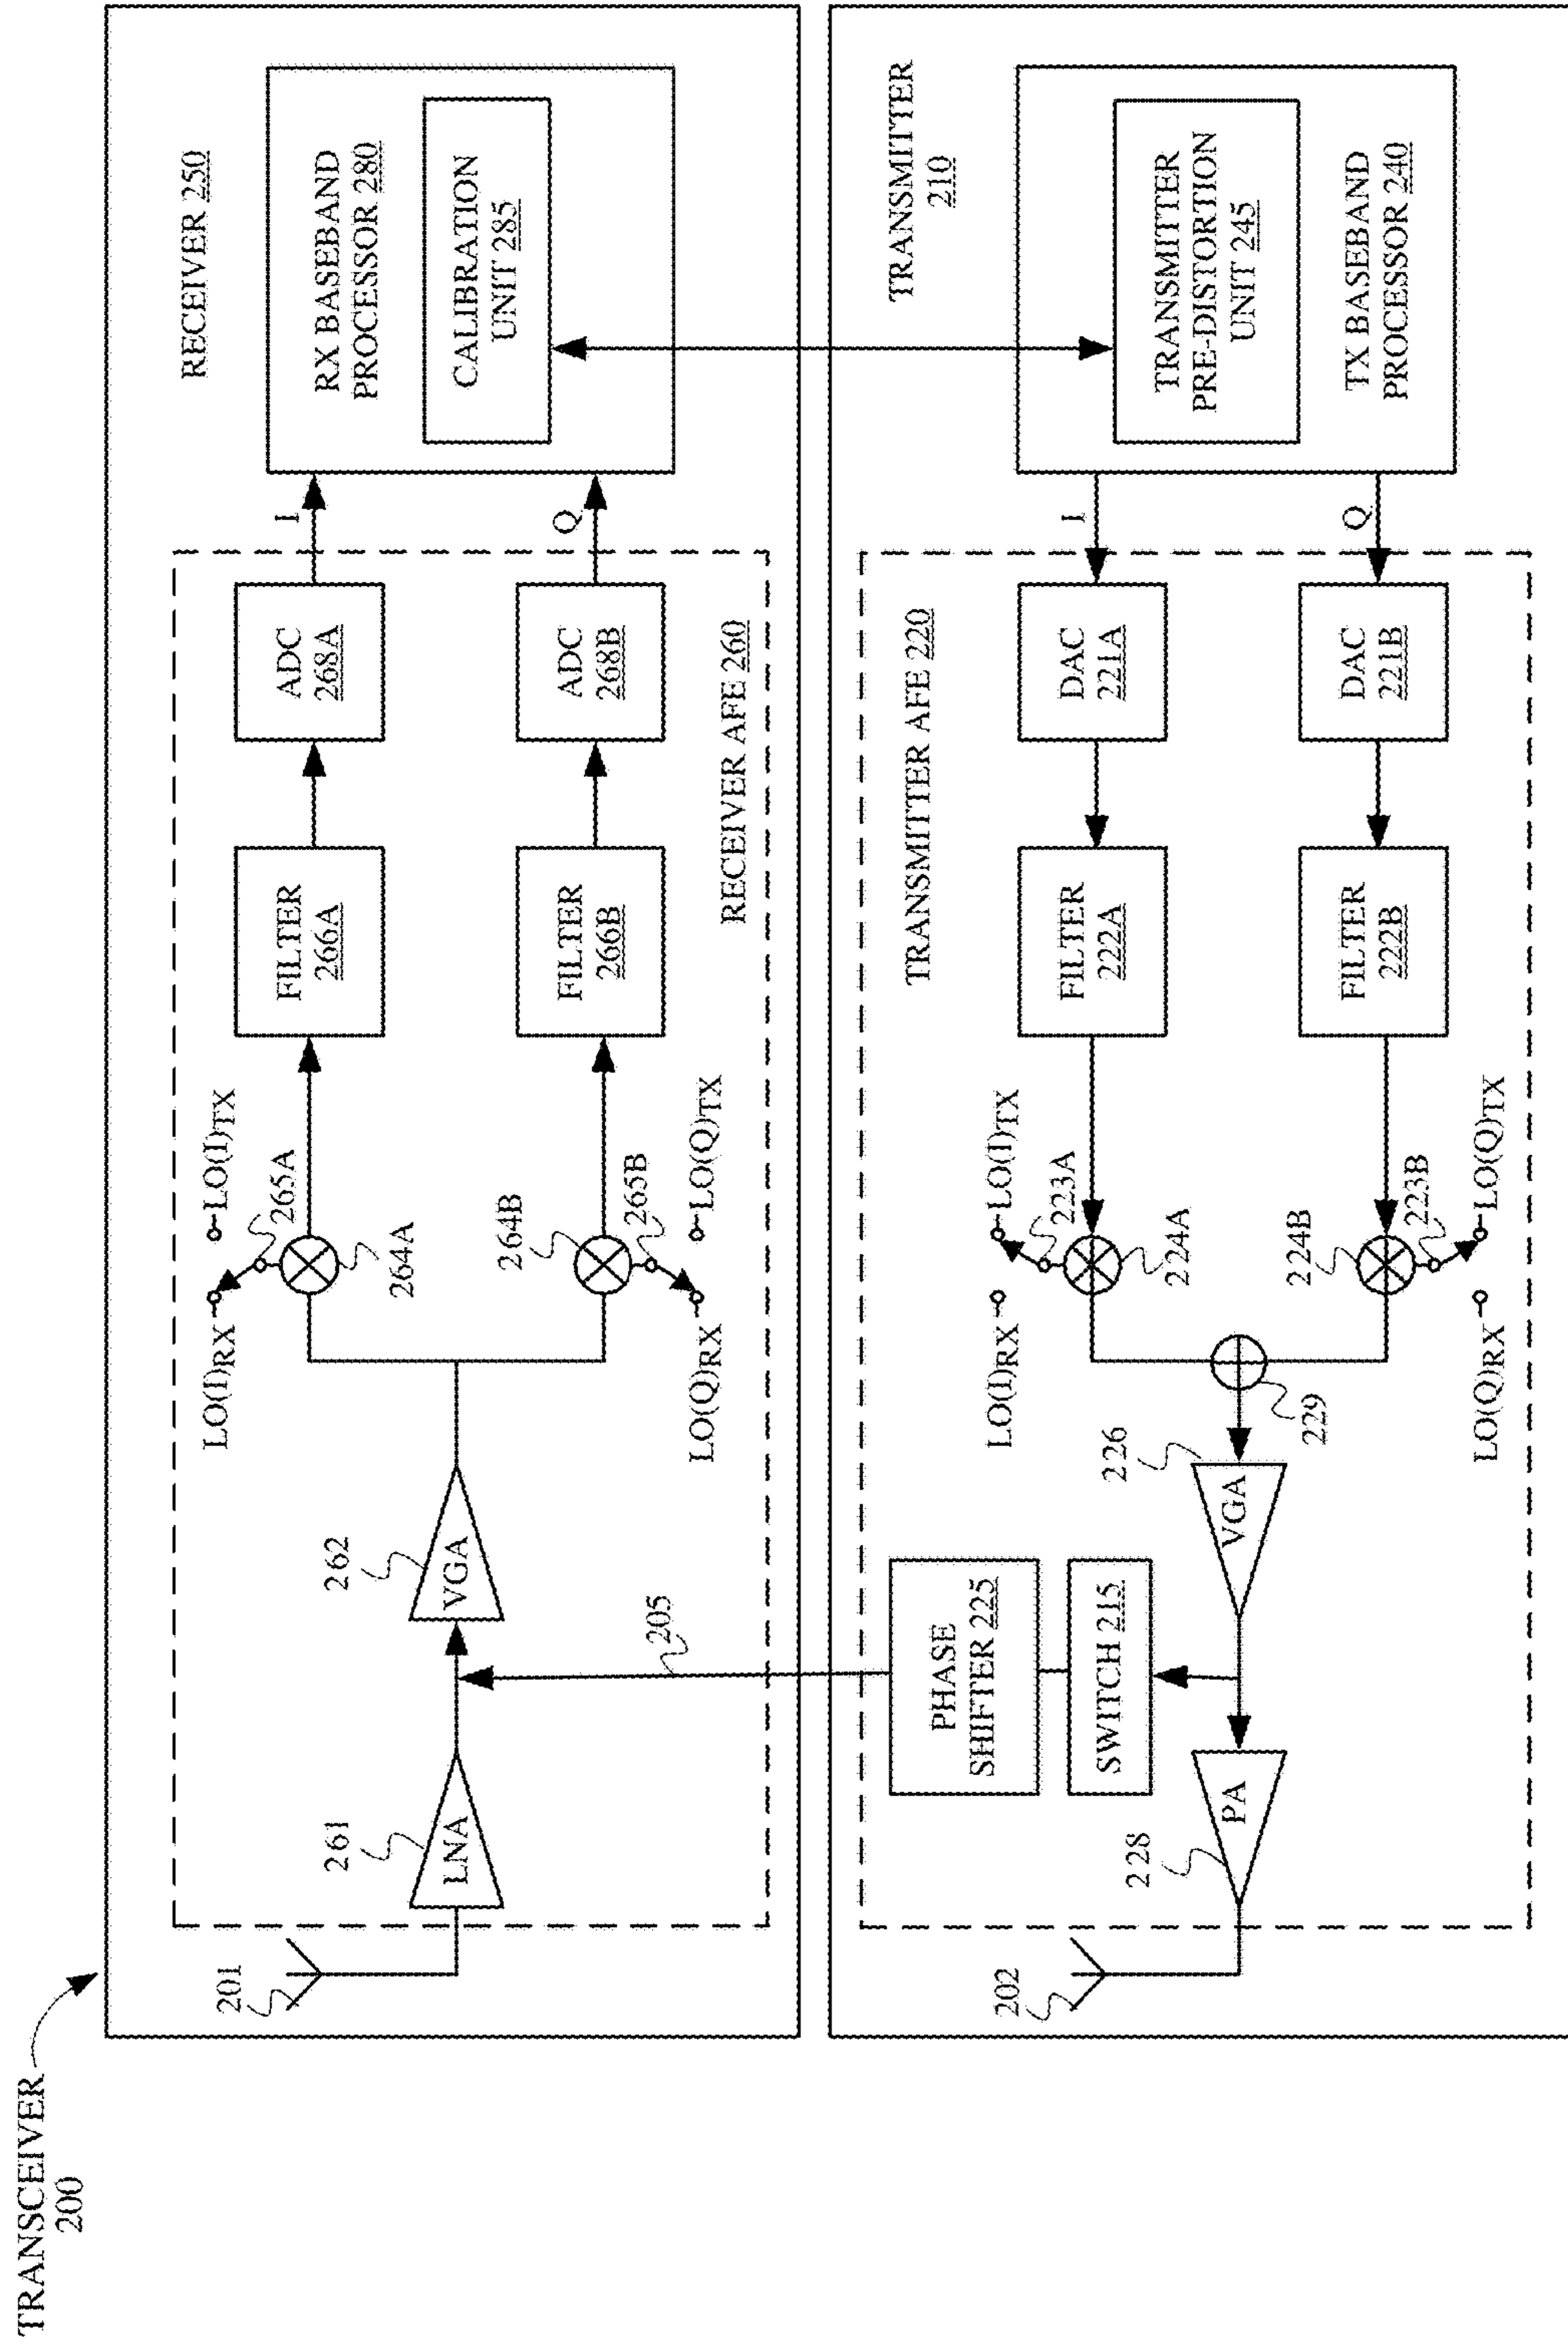 TRANSCEIVER
200
RECEIVER 250
RX BASEBAND
PROCESSOR 280
CALIBRATION
UNIT 285
I
Q
ADC
268A
ADC
268B
FILTER
266A
FILTER
266B
RECEIVER AFE 260
LO(I)TX
265A
264A
LO(I)RX
264B
265B
LO(Q)TX
LO(Q)RX
262
VGA
261
LNA
201
205
TRANSMITTER
210
TRANSMITTER
PRE-DISTORTION
UNIT 245
TX BASEBAND
PROCESSOR 240
I
Q
TRANSMITTER AFE 220
DAC
221A
DAC
221B
FILTER
222A
FILTER
222B
LO(I)TX
223A
224A
LO(I)RX
224B
223B
LO(Q)TX
LO(Q)RX
229
226
VGA
PHASE
SHIFTER 225
SWITCH 215
228
PA
202